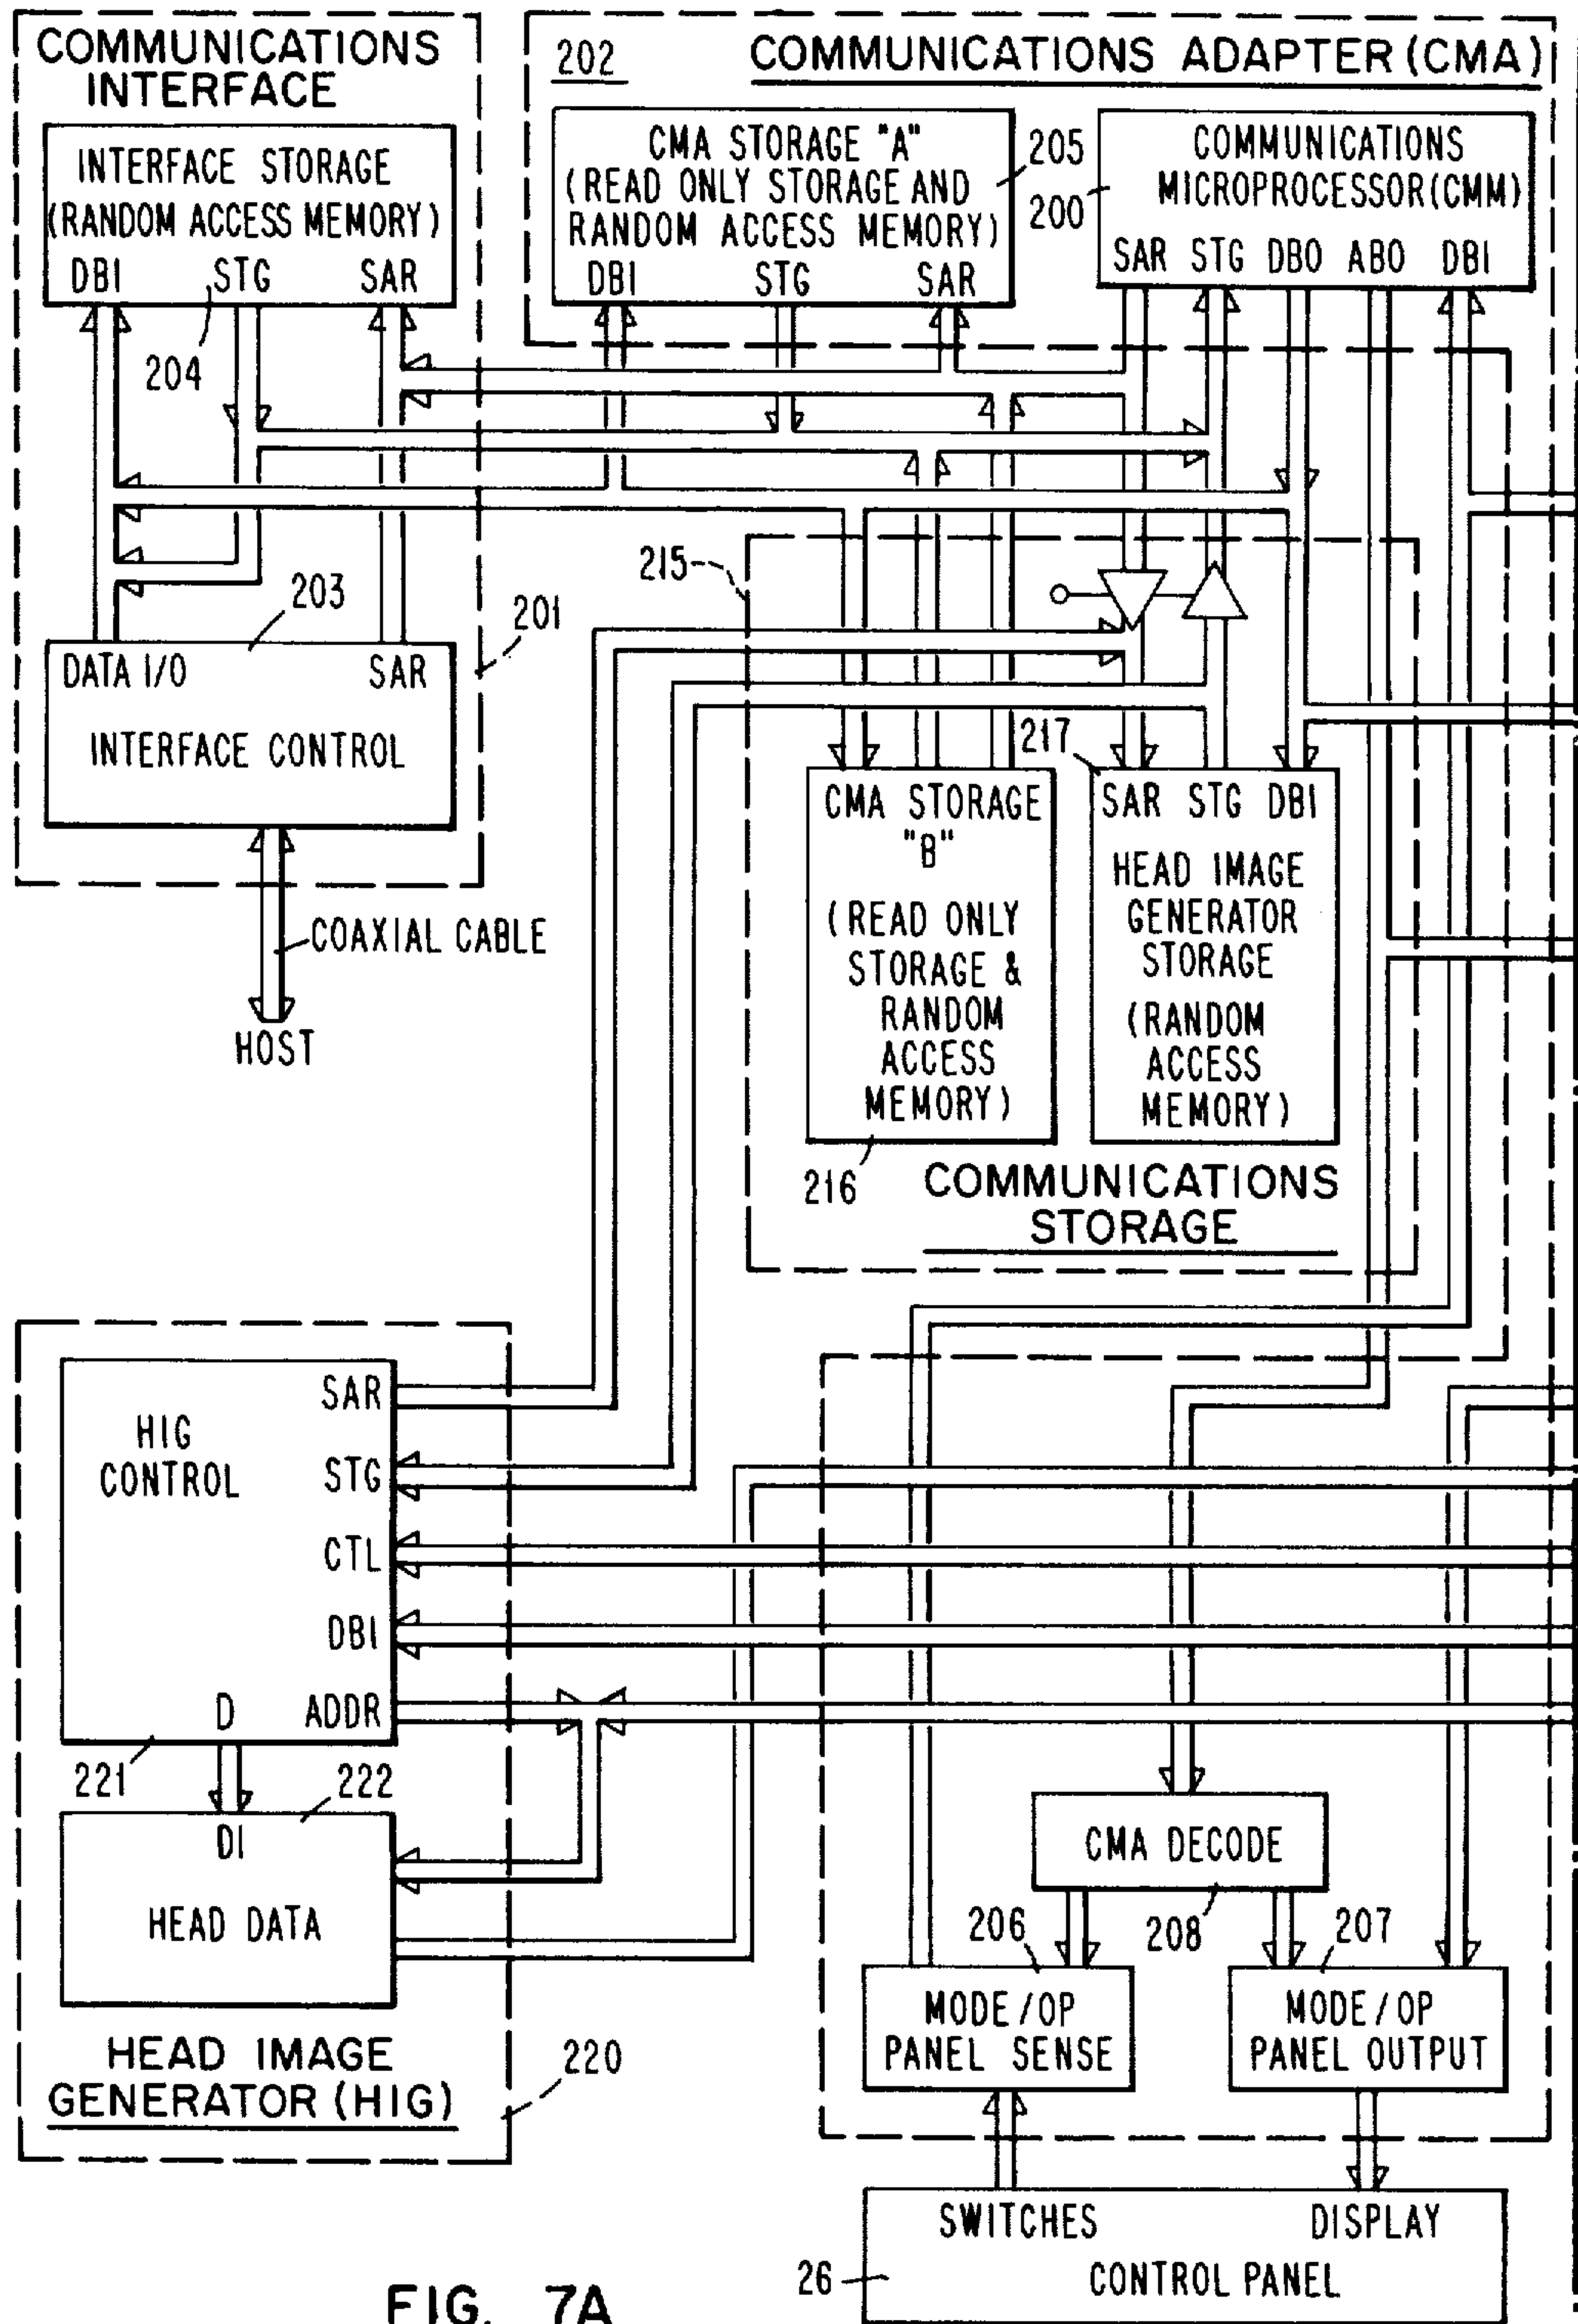 COMMUNICATIONS
INTERFACE
INTERFACE STORAGE
(RANDOM ACCESS MEMORY)
DBI STG SAR
204
203
201
DATA I/O SAR
INTERFACE CONTROL
COAXIAL CABLE
HOST
202
COMMUNICATIONS ADAPTER (CMA)
CMA STORAGE "A"
(READ ONLY STORAGE AND
RANDOM ACCESS MEMORY)
DBI STG SAR
205
200
COMMUNICATIONS
MICROPROCESSOR(CMM)
SAR STG DBO ABO DBI
215
217
CMA STORAGE
"B"
(READ ONLY
STORAGE &
RANDOM
ACCESS
MEMORY)
216
SAR STG DBI
HEAD IMAGE
GENERATOR
STORAGE
(RANDOM
ACCESS
MEMORY)
COMMUNICATIONS
STORAGE
HIG
CONTROL
SAR
STG
CTL
DBI
D ADDR
221
222
DI
HEAD DATA
HEAD IMAGE
GENERATOR (HIG)
220
CMA DECODE
206
208
207
MODE/OP
PANEL SENSE
MODE/OP
PANEL OUTPUT
SWITCHES DISPLAY
26
CONTROL PANEL
FIG. 7A